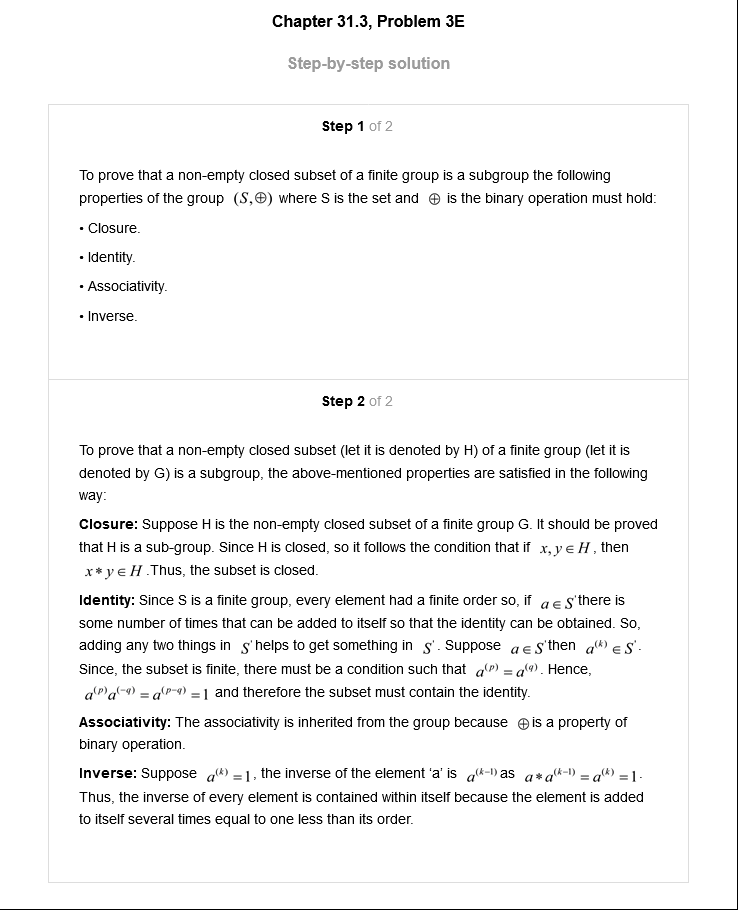 Chapter 31.3, Problem 3E
Step-by-step solution
Step 1 of 2
To prove that a non-empty closed subset of a finite group is a subgroup the following
properties of the group (S,⊕) where S is the set and ⊕ is the binary operation must hold:
• Closure.
• Identity.
• Associativity.
• Inverse.
Step 2 of 2
To prove that a non-empty closed subset (let it is denoted by H) of a finite group (let it is
denoted by G) is a subgroup, the above-mentioned properties are satisfied in the following
way:
Closure: Suppose H is the non-empty closed subset of a finite group G. It should be proved
that H is a sub-group. Since H is closed, so it follows the condition that if x, y ∈ H , then
x * y ∈ H .Thus, the subset is closed.
Identity: Since S is a finite group, every element had a finite order so, if a ∈ S' there is
some number of times that can be added to itself so that the identity can be obtained. So,
adding any two things in S' helps to get something in S'. Suppose a ∈ S' then a^(k) ∈ S'.
Since, the subset is finite, there must be a condition such that a^(p) = a^(q). Hence,
a^(p)a^(-q) = a^(p-q) = 1 and therefore the subset must contain the identity.
Associativity: The associativity is inherited from the group because ⊕ is a property of
binary operation.
Inverse: Suppose a^(k) = 1, the inverse of the element 'a' is a^(k-1) as a * a^(k-1) = a^(k) = 1.
Thus, the inverse of every element is contained within itself because the element is added
to itself several times equal to one less than its order.